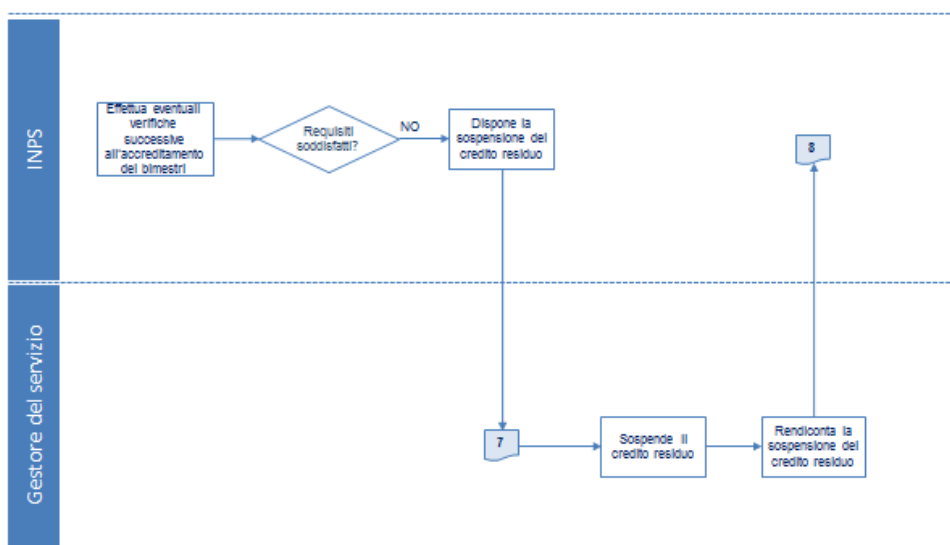 INPS
Effettua eventuali
verifiche
successive
all'accreditamento
dei bimestri
Requisiti
soddisfatti?
NO
Dispone la
sospensione del
credito residuo
8
Gestore del servizio
7
Sospende il
credito residuo
Rendiconta la
sospensione del
credito residuo